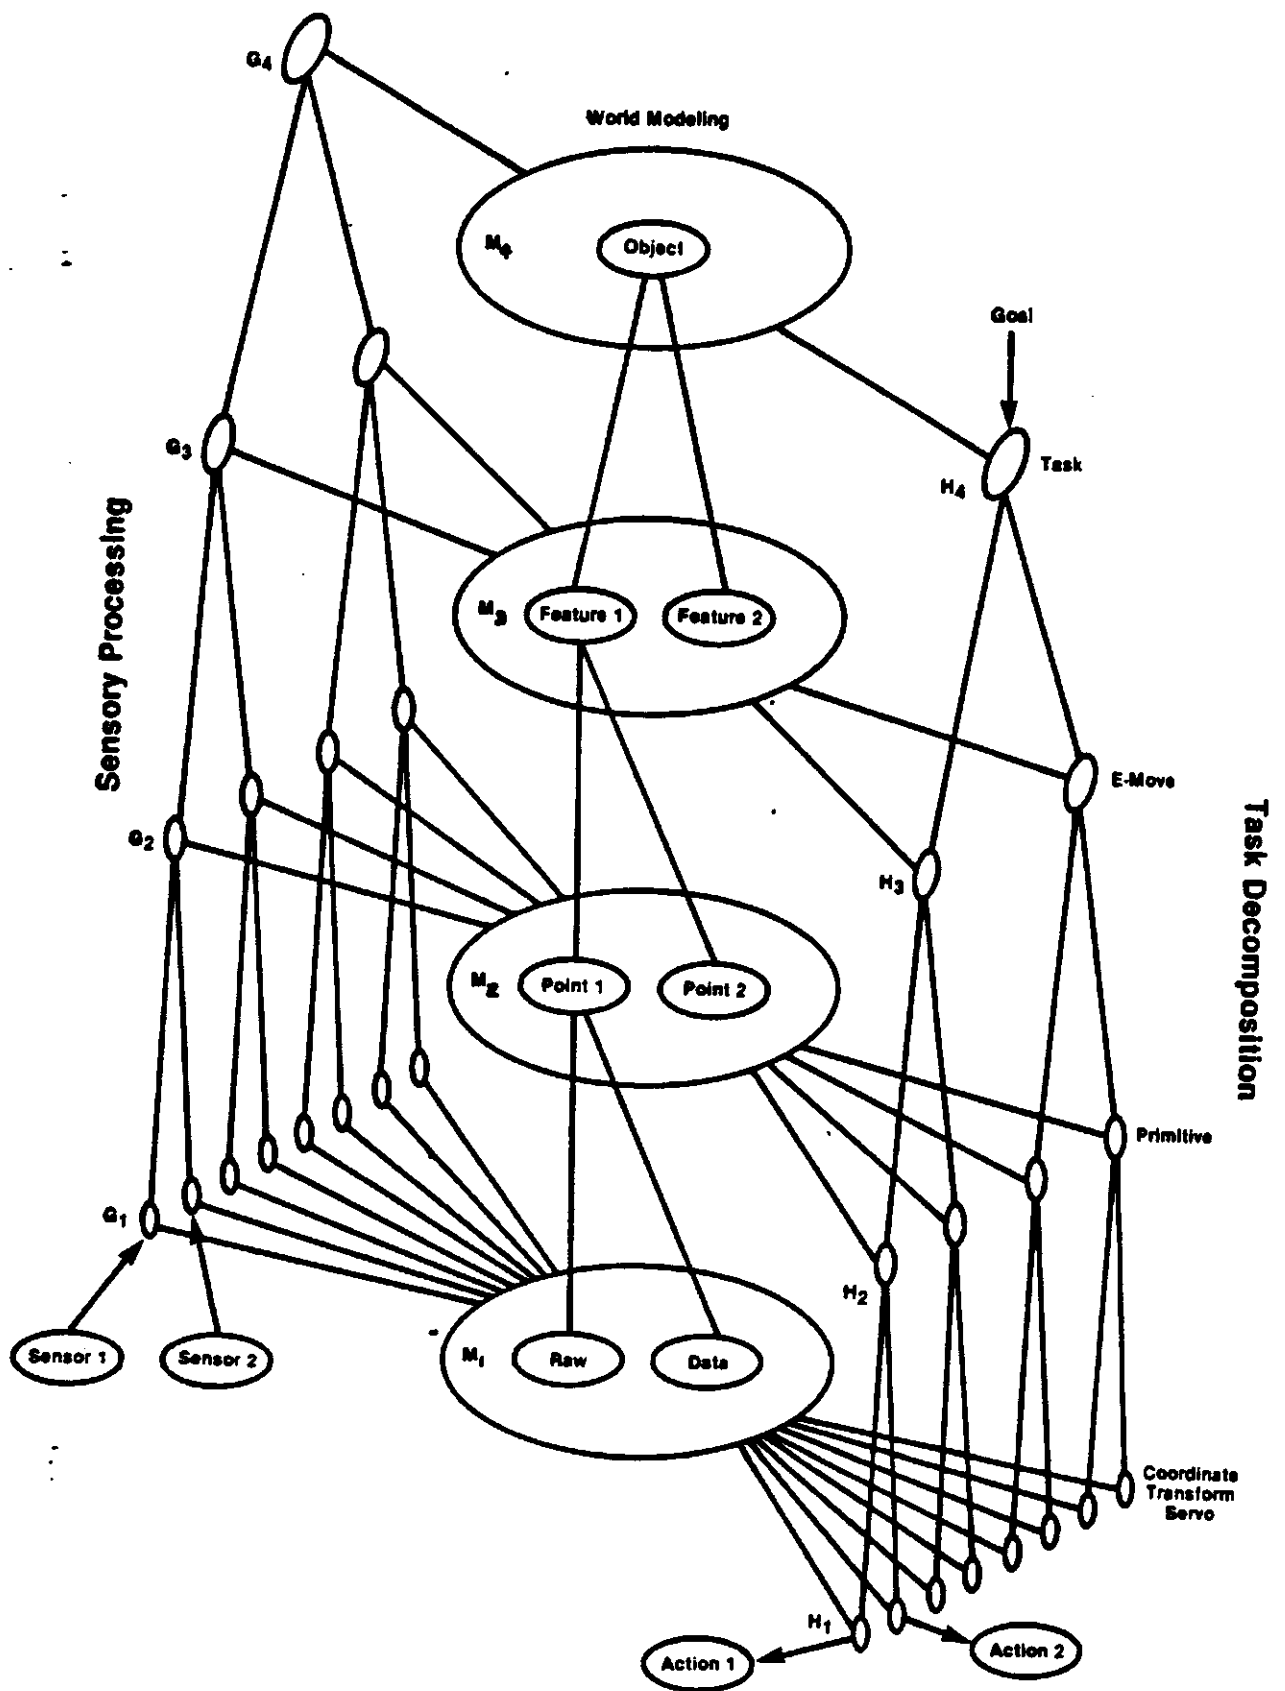 G4
World Modeling
M4
Object
Goal
G3
Task
H4
Sensory Processing
M3
Feature 1
Feature 2
E-Move
G2
H3
Task Decomposition
M2
Point 1
Point 2
Primitive
G1
H2
Sensor 1
Sensor 2
M1
Raw
Data
Coordinate
Transform
Servo
H1
Action 1
Action 2